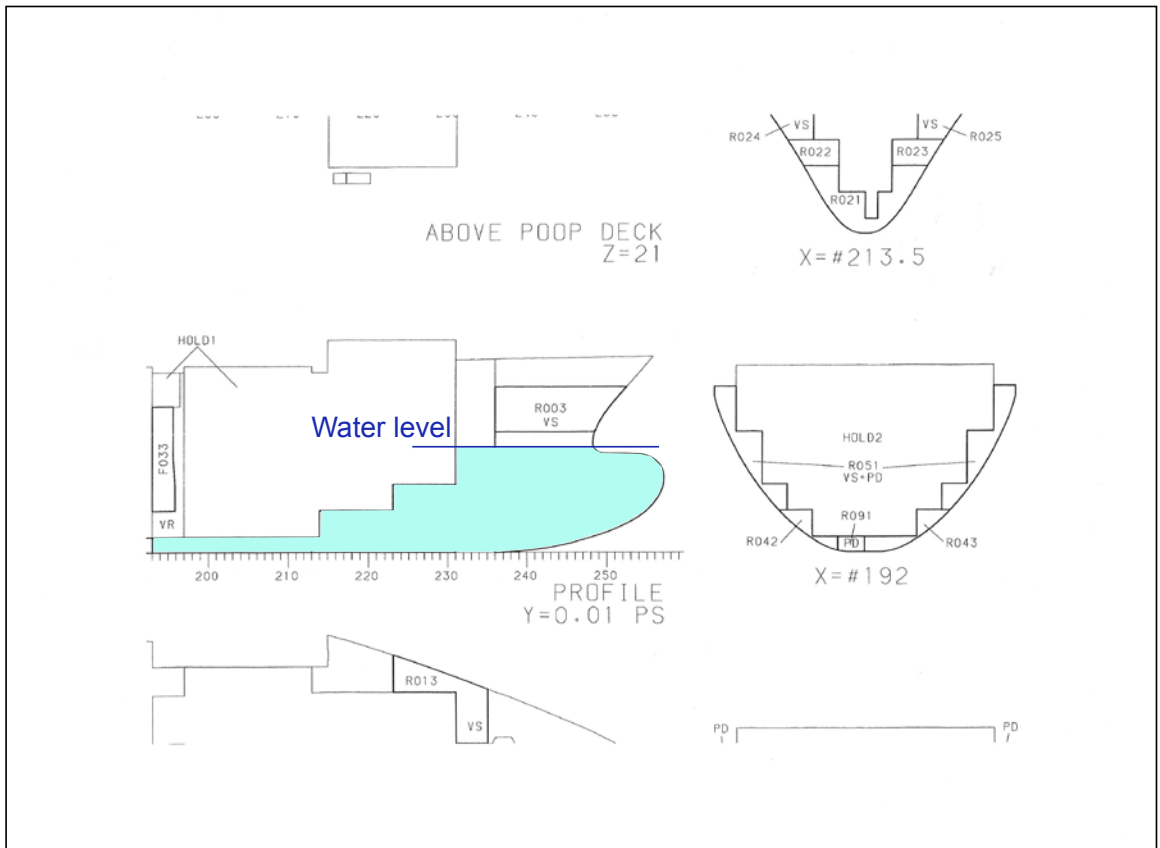 VS
VS
R024
R025
R022
R023
R021
ABOVE POOP DECK
Z=21
X=#213.5
HOLD1
R003
VS
Water level
F033
HOLD2
R051
VS+PD
VR
R091
R042
PD
R043
200 210 220 230 240 250
PROFILE
Y=0.01 PS
X=#192
R013
VS
PD
PD